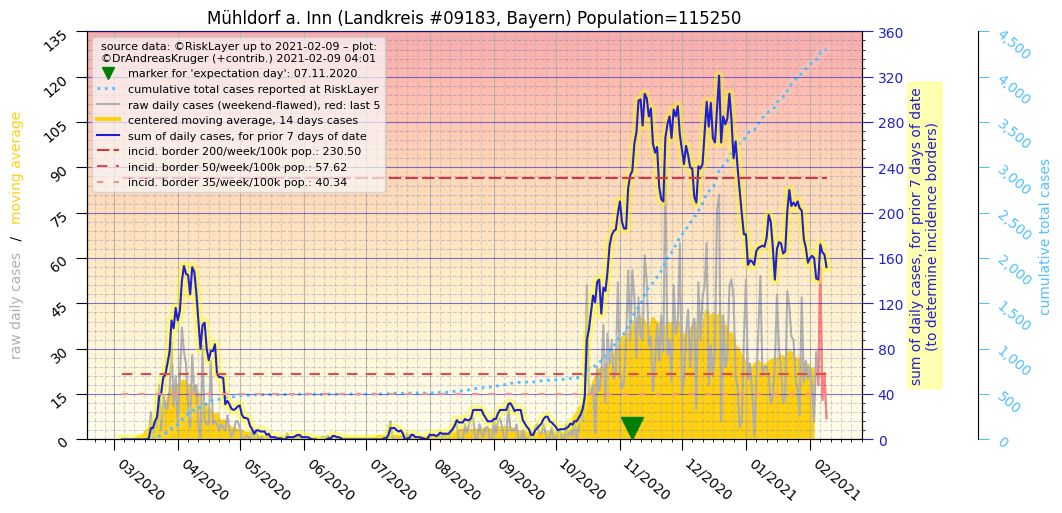 Mühldorf a. Inn (Landkreis #09183, Bayern) Population=115250
source data: ©RiskLayer up to 2021-02-09 – plot:
©DrAndreasKruger (+contrib.) 2021-02-09 04:01
marker for 'expectation day': 07.11.2020
cumulative total cases reported at RiskLayer
raw daily cases (weekend-flawed), red: last 5
centered moving average, 14 days cases
sum of daily cases, for prior 7 days of date
incid. border 200/week/100k pop.: 230.50
incid. border 50/week/100k pop.: 57.62
incid. border 35/week/100k pop.: 40.34
raw daily cases / moving average
135
120
105
90
75
60
45
30
15
0
03/2020
04/2020
05/2020
06/2020
07/2020
08/2020
09/2020
10/2020
11/2020
12/2020
01/2021
02/2021
360
320
280
240
200
160
120
80
40
0
sum of daily cases, for prior 7 days of date
(to determine incidence borders)
4,500
4,000
3,500
3,000
2,500
2,000
1,500
1,000
500
0
cumulative total cases